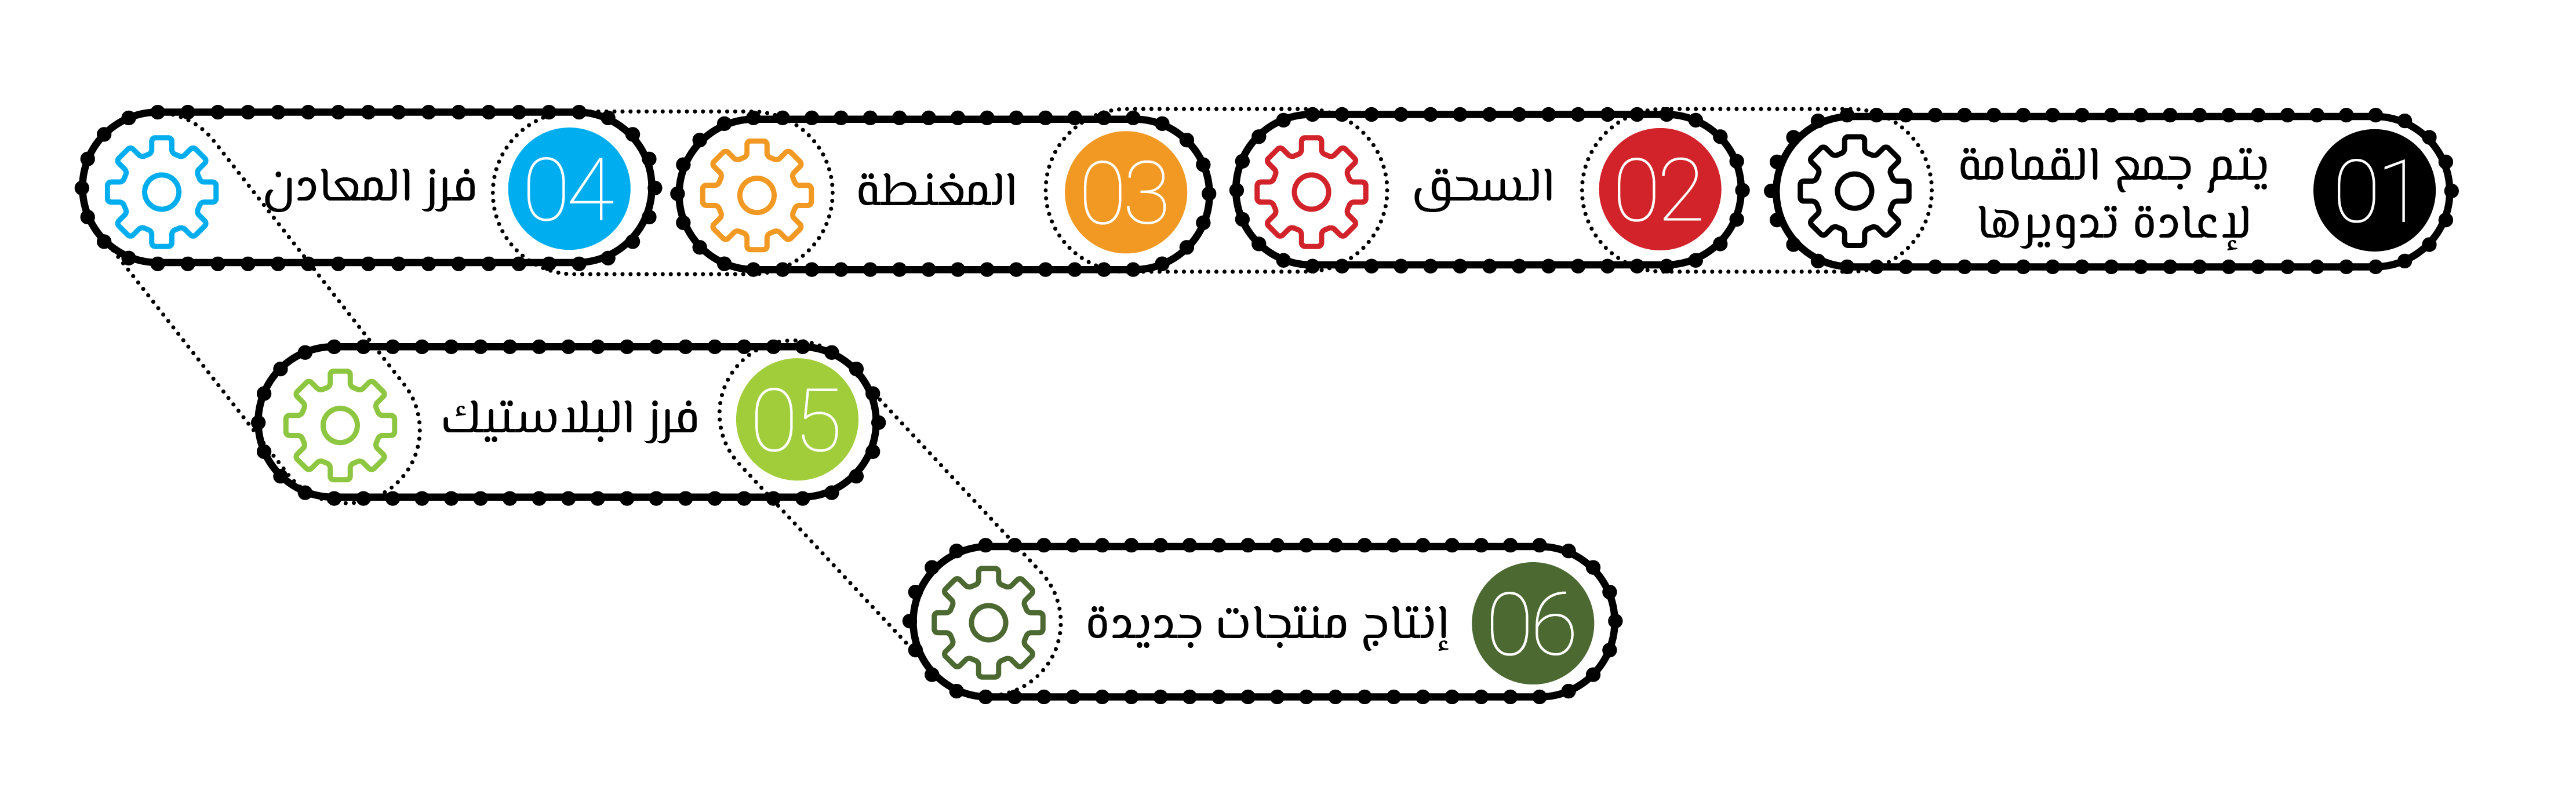 01
يتم جمع القمامة
لإعادة تدويرها
02
السحق
03
المغنطة
04
فرز المعادن
05
فرز البلاستيك
06
إنتاج منتجات جديدة